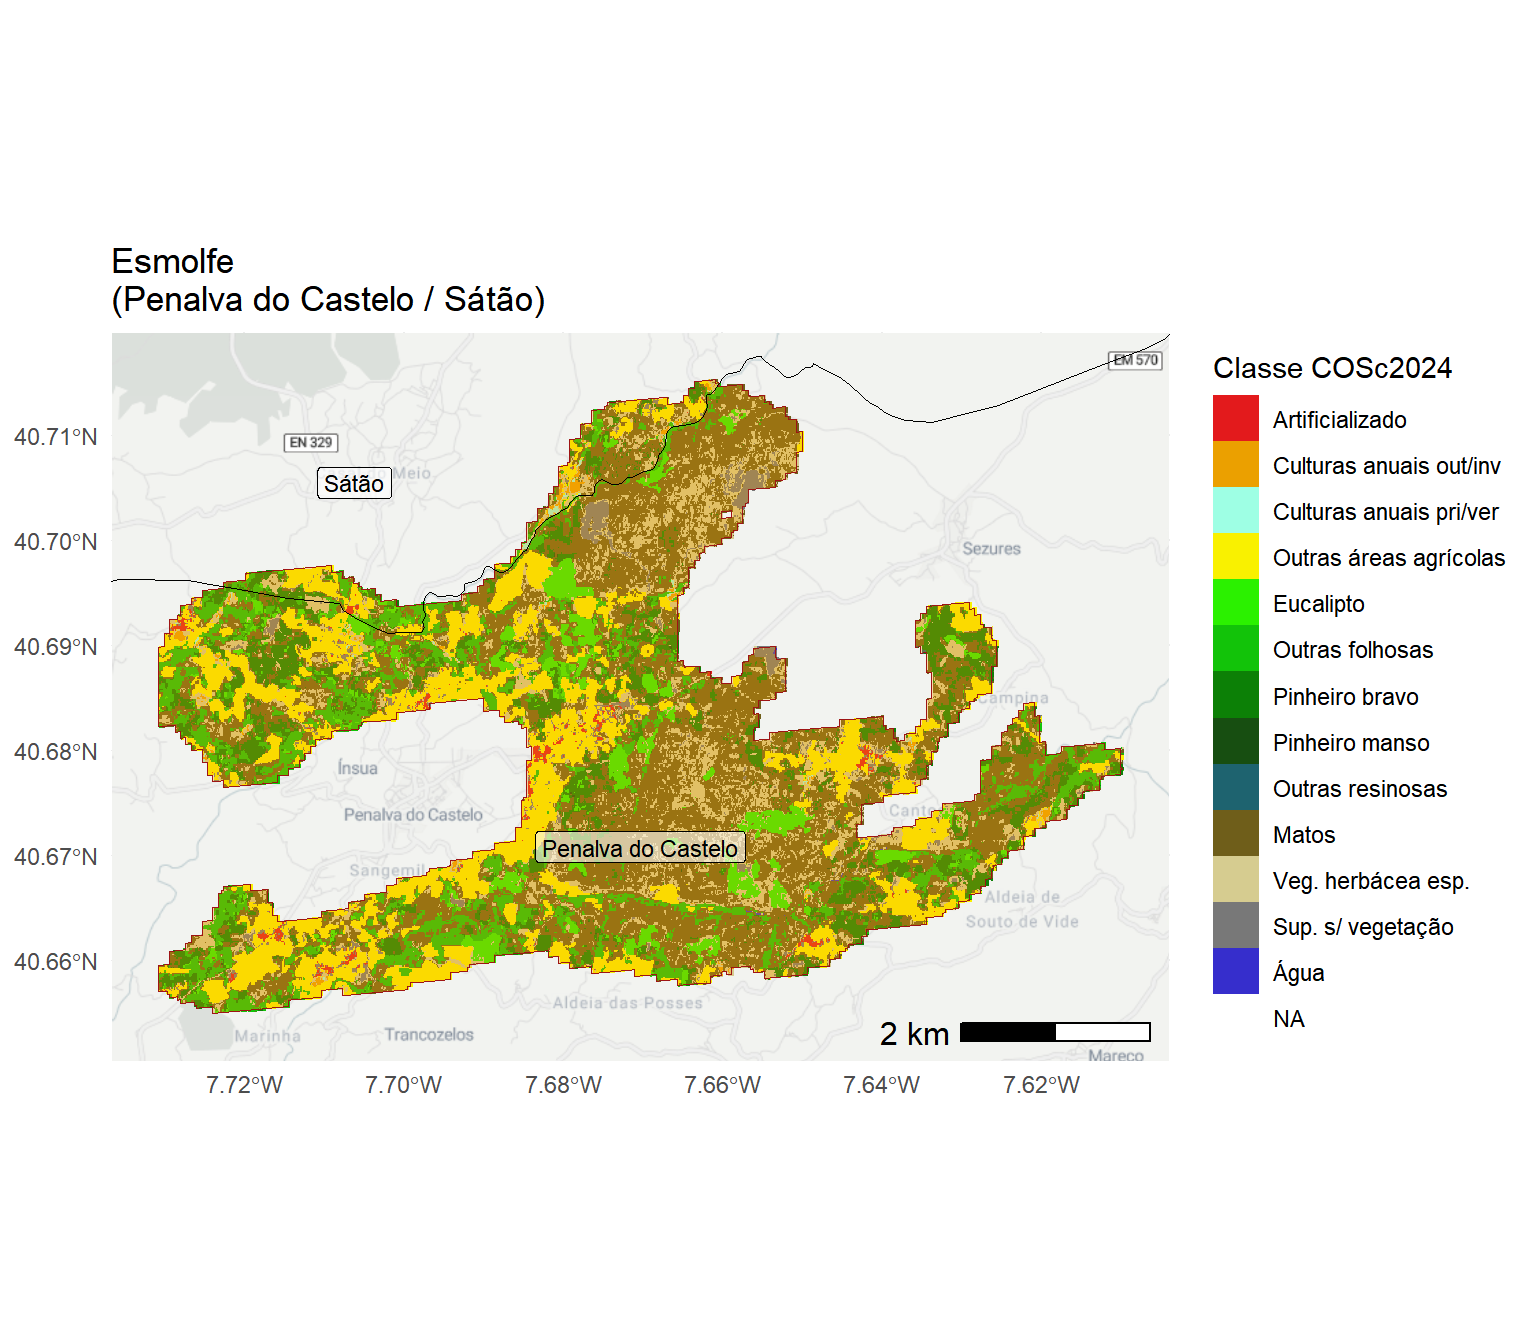 Esmolfe
(Penalva do Castelo / Sátão)
EM 570
EN 329
Meio
Sátão
Sezures
Campina
Ínsua
Penalva do Castelo
Canto
Penalva do Castelo
Sangemil
Aldeia de
Souto de Vide
Aldeia das Posses
Marinha
Trancozelos
Mareco
2 km
40.71°N
40.70°N
40.69°N
40.68°N
40.67°N
40.66°N
7.72°W
7.70°W
7.68°W
7.66°W
7.64°W
7.62°W
Classe COSc2024
Artificializado
Culturas anuais out/inv
Culturas anuais pri/ver
Outras áreas agrícolas
Eucalipto
Outras folhosas
Pinheiro bravo
Pinheiro manso
Outras resinosas
Matos
Veg. herbácea esp.
Sup. s/ vegetação
Água
NA